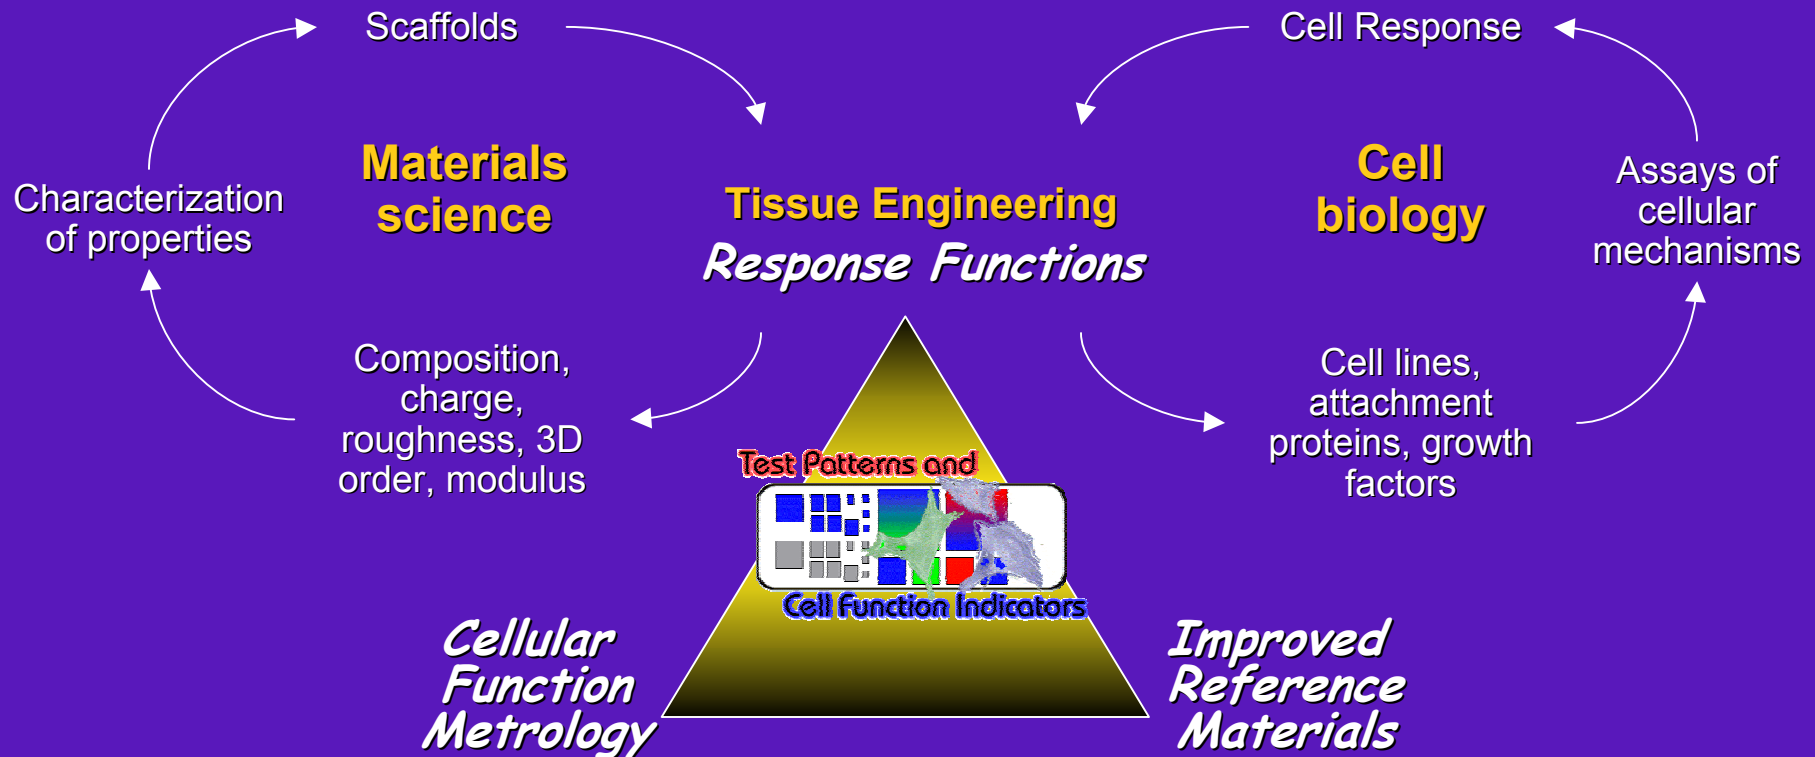 Scaffolds
Cell Response
Materials
science
Cell
biology
Characterization
of properties
Tissue Engineering
Response Functions
Assays of
cellular
mechanisms
Composition,
charge,
roughness, 3D
order, modulus
Cell lines,
attachment
proteins, growth
factors
Test Patterns and
Cell Function Indicators
Cellular
Function
Metrology
Improved
Reference
Materials